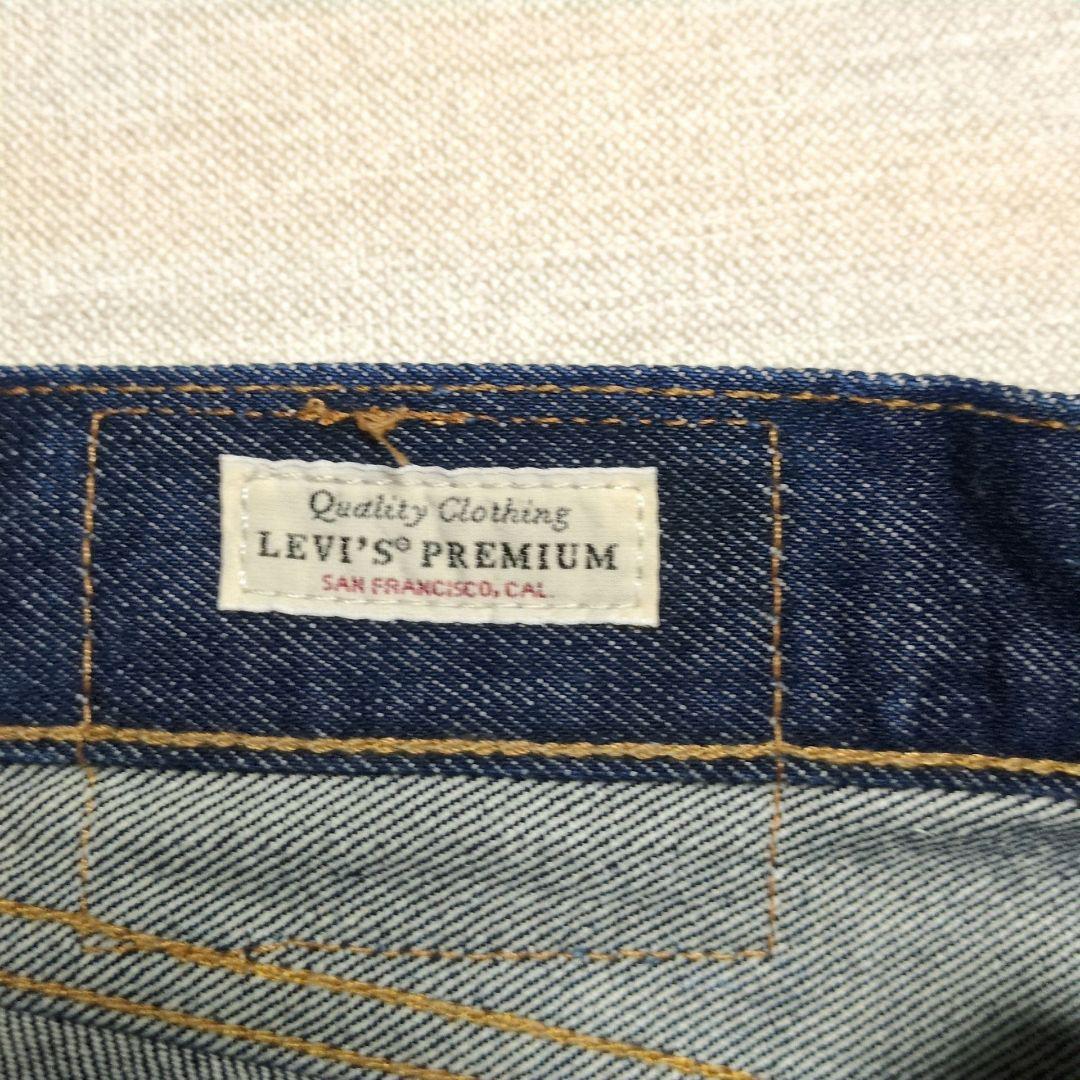 Quality Clothing
LEVI'S® PREMIUM
SAN FRANCISCO, CAL.